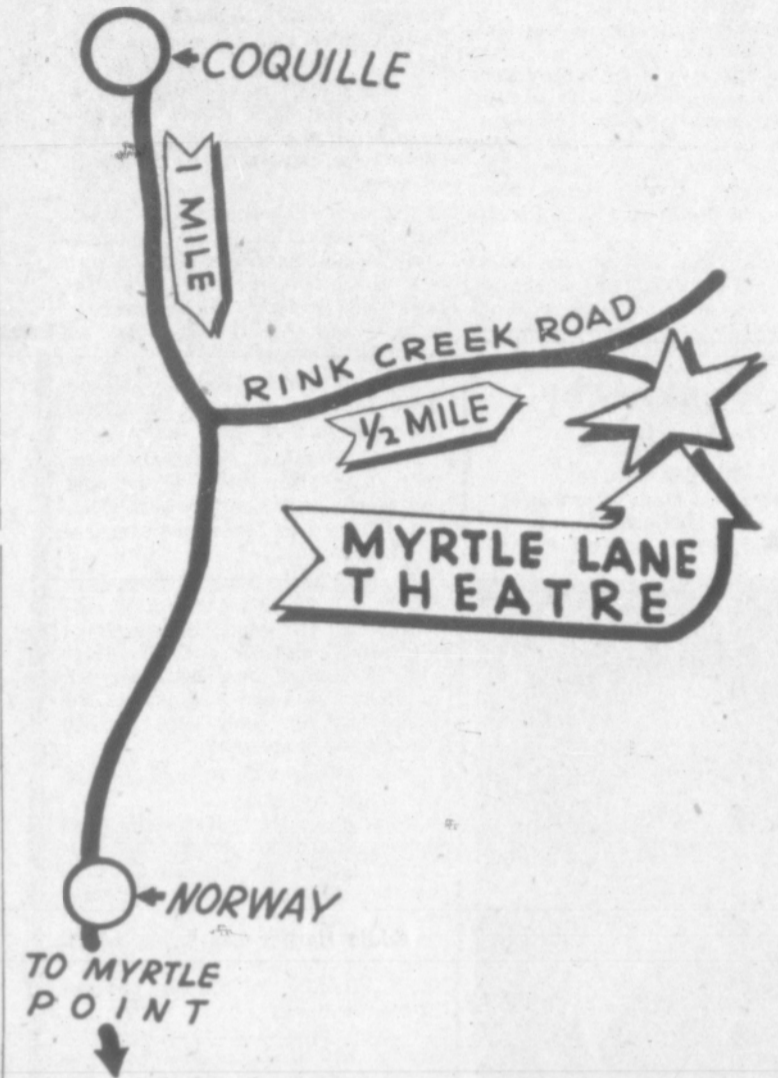 COQUILLE
1 MILE
RINK CREEK ROAD
1/2 MILE
MYRTLE LANE
THEATRE
NORWAY
TO MYRTLE
POINT